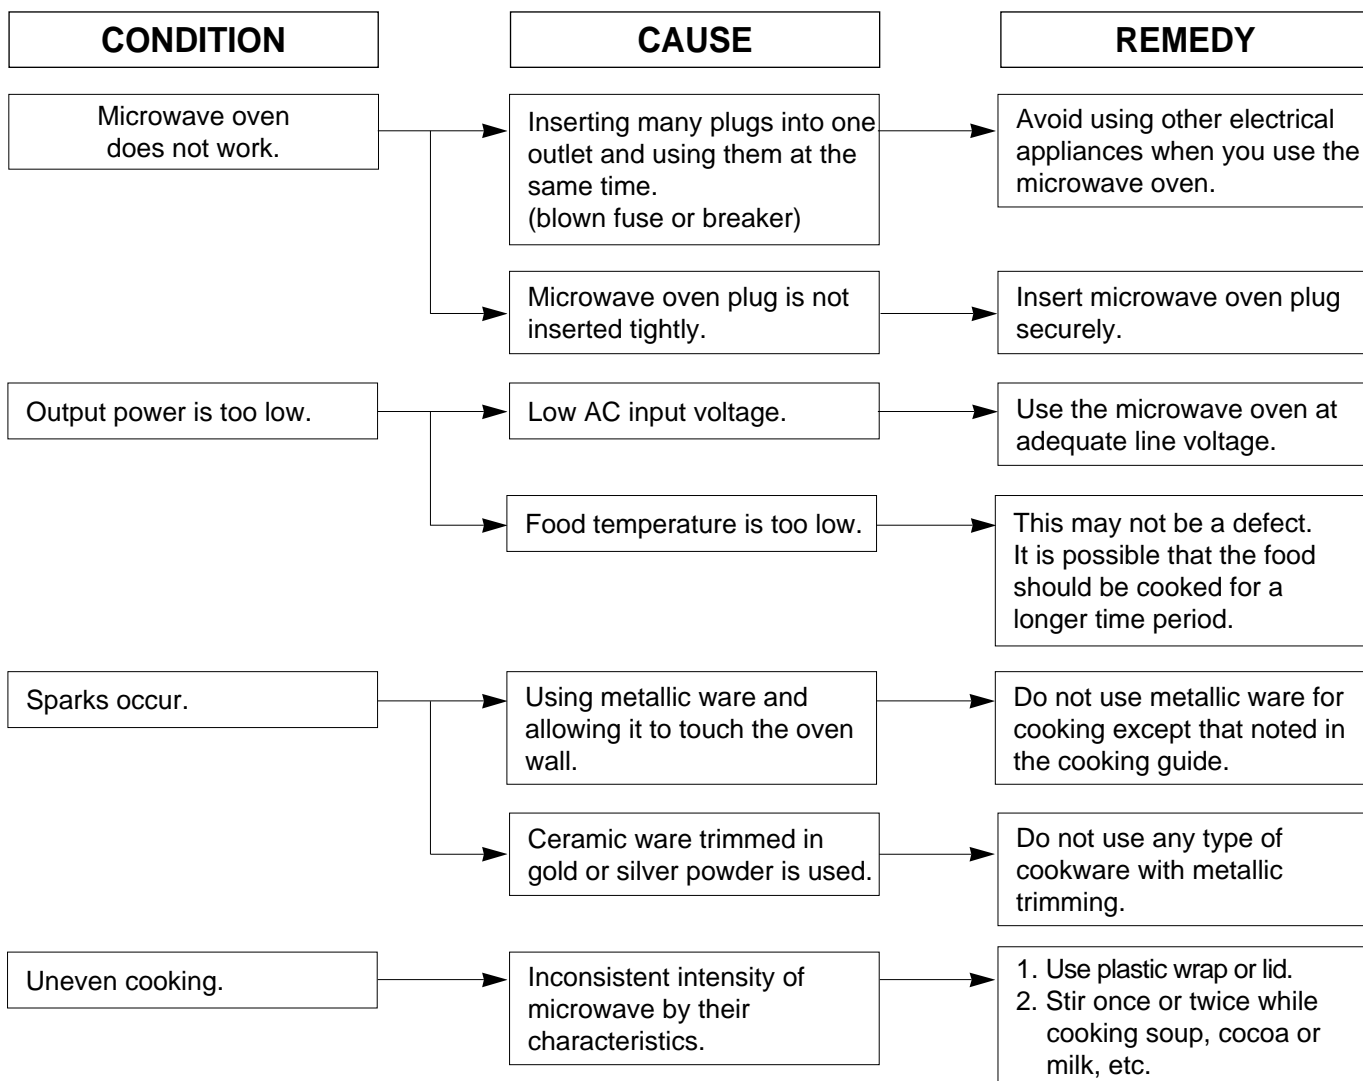 CONDITION
CAUSE
REMEDY
Microwave oven
does not work.
Inserting many plugs into one
outlet and using them at the
same time.
(blown fuse or breaker)
Avoid using other electrical
appliances when you use the
microwave oven.
Microwave oven plug is not
inserted tightly.
Insert microwave oven plug
securely.
Output power is too low.
Low AC input voltage.
Use the microwave oven at
adequate line voltage.
Food temperature is too low.
This may not be a defect.
It is possible that the food
should be cooked for a
longer time period.
Sparks occur.
Using metallic ware and
allowing it to touch the oven
wall.
Do not use metallic ware for
cooking except that noted in
the cooking guide.
Ceramic ware trimmed in
gold or silver powder is used.
Do not use any type of
cookware with metallic
trimming.
Uneven cooking.
Inconsistent intensity of
microwave by their
characteristics.
1. Use plastic wrap or lid.
2. Stir once or twice while
cooking soup, cocoa or
milk, etc.